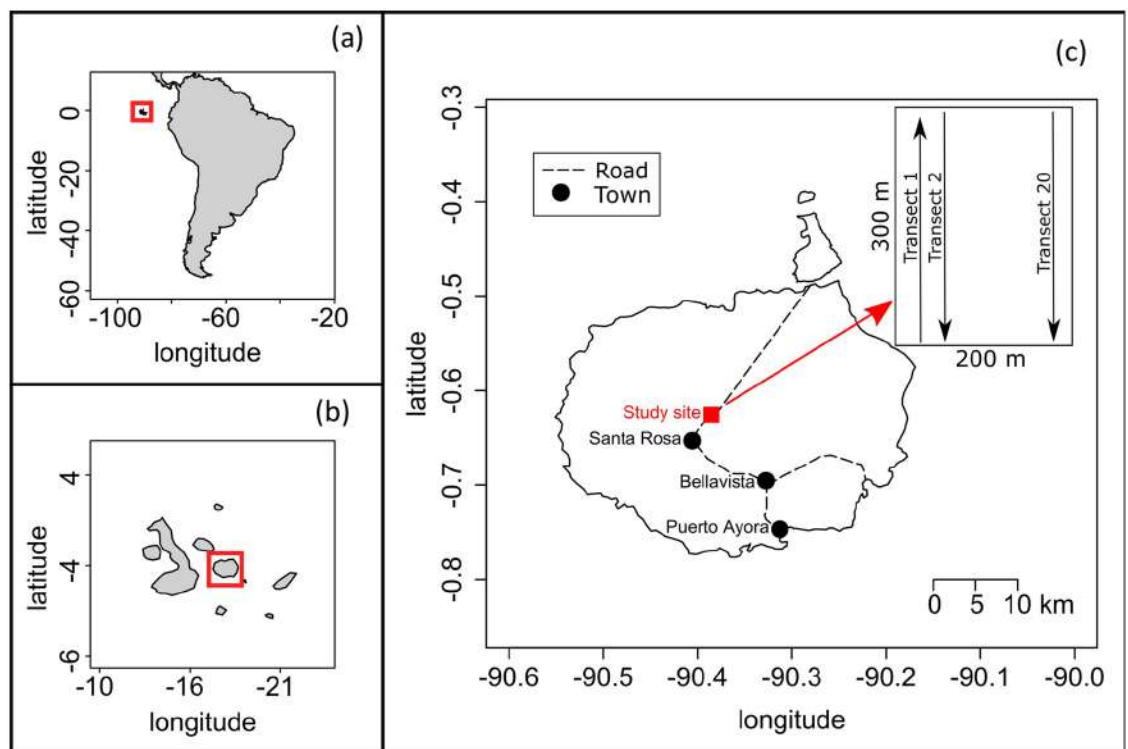 (a)
latitude
0
-20
-40
-60
-100
-60
-20
longitude
(b)
latitude
4
-4
-6
-10
-16
-21
longitude
(c)
latitude
-0.3
-0.4
-0.5
-0.6
-0.7
-0.8
Road
Town
300 m
Transect 1
Transect 2
Transect 20
200 m
Study site
Santa Rosa
Bellavista
Puerto Ayora
0 5 10 km
-90.6 -90.5 -90.4 -90.3 -90.2 -90.1 -90.0
longitude